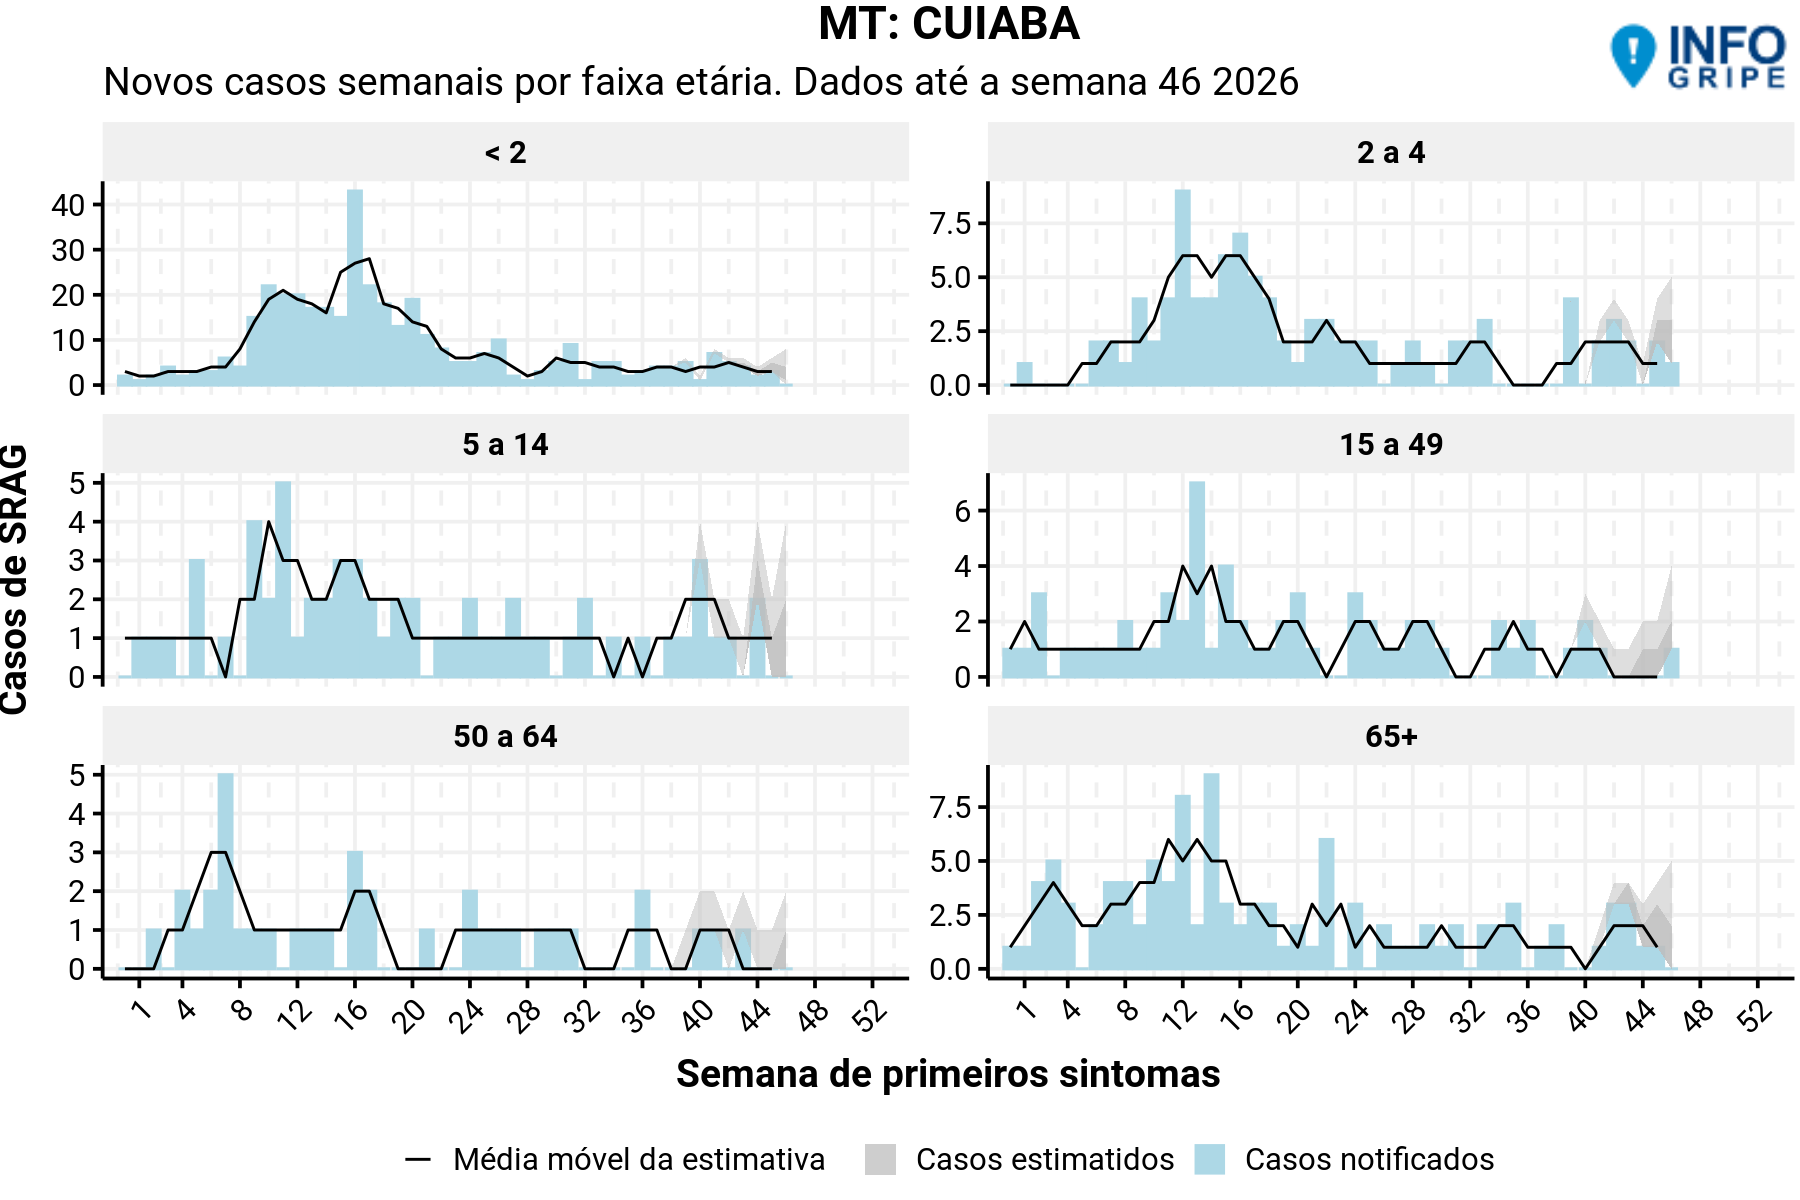 MT: CUIABA
INFO
GRIPE
Novos casos semanais por faixa etária. Dados até a semana 46 2026
< 2
2 a 4
40
30
20
10
0
7.5
5.0
2.5
0.0
5 a 14
15 a 49
5
4
3
2
1
0
6
4
2
0
50 a 64
65+
5
4
3
2
1
0
7.5
5.0
2.5
0.0
Casos de SRAG
1 4 8 12 16 20 24 28 32 36 40 44 48 52
1 4 8 12 16 20 24 28 32 36 40 44 48 52
Semana de primeiros sintomas
Média móvel da estimativa
Casos estimatidos
Casos notificados